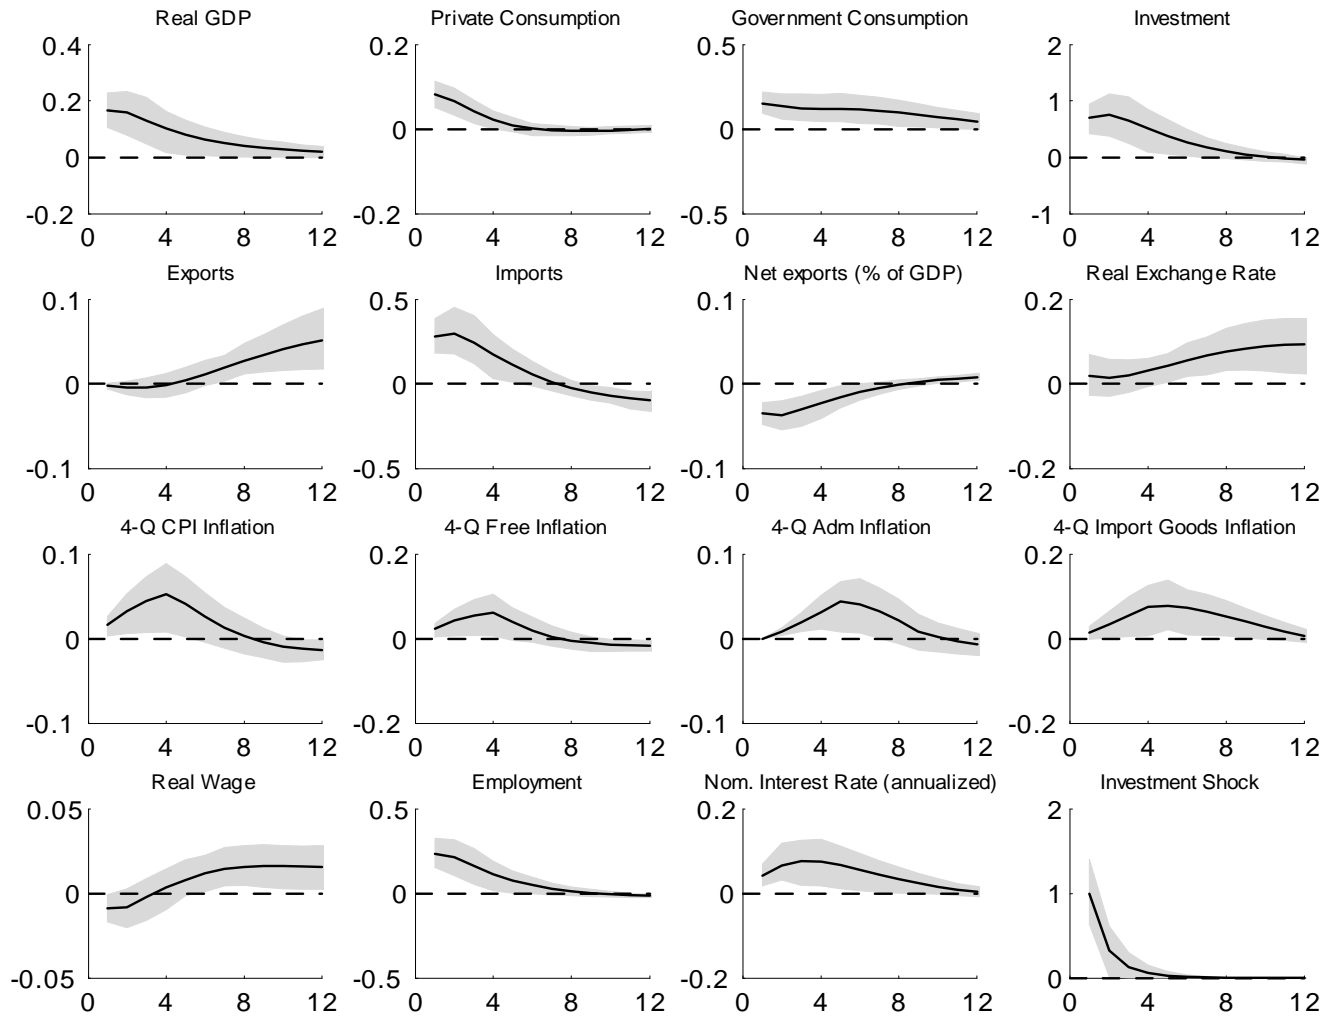 Real GDP Private Consumption Government Consumption Investment
0.4 0.2 0.5 2
0.2 1
0 0 0 0
-0.2 -0.2 -0.5 -1
0 4 8 12 0 4 8 12 0 4 8 12 0 4 8 12
Exports Imports Net exports (% of GDP) Real Exchange Rate
0.1 0.5 0.1 0.2
0 0 0 0
-0.1 -0.5 -0.1 -0.2
0 4 8 12 0 4 8 12 0 4 8 12 0 4 8 12
4-Q CPI Inflation 4-Q Free Inflation 4-Q Adm Inflation 4-Q Import Goods Inflation
0.1 0.2 0.1 0.2
0 0 0 0
-0.1 -0.2 -0.1 -0.2
0 4 8 12 0 4 8 12 0 4 8 12 0 4 8 12
Real Wage Employment Nom. Interest Rate (annualized) Investment Shock
0.05 0.5 0.2 2
0 0 0 1
-0.05 -0.5 -0.2 0
0 4 8 12 0 4 8 12 0 4 8 12 0 4 8 12